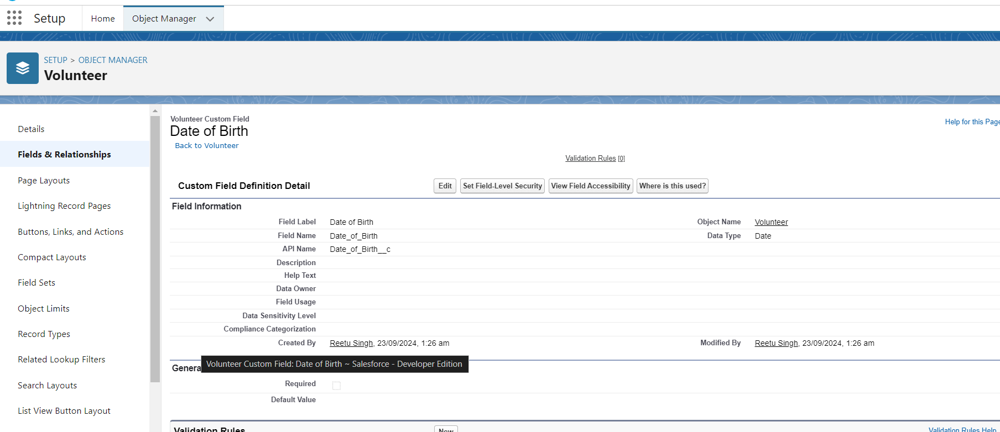 Setup
Home
Object Manager
SETUP > OBJECT MANAGER
Volunteer
Details
Fields & Relationships
Page Layouts
Lightning Record Pages
Buttons, Links, and Actions
Compact Layouts
Field Sets
Object Limits
Record Types
Related Lookup Filters
Search Layouts
List View Button Layout
Volunteer Custom Field
Date of Birth
Help for this Page
Back to Volunteer
Validation Rules [0]
Custom Field Definition Detail
Edit
Set Field-Level Security
View Field Accessibility
Where is this used?
Field Information
Field Label Date of Birth Object Name Volunteer
Field Name Date_of_Birth Data Type Date
API Name Date_of_Birth__c
Description
Help Text
Data Owner
Field Usage
Data Sensitivity Level
Compliance Categorization
Created By Reetu Singh, 23/09/2024, 1:26 am Modified By Reetu Singh, 23/09/2024, 1:26 am
Genera
Volunteer Custom Field: Date of Birth ~ Salesforce - Developer Edition
Required
Default Value
Validation Rules New Validation Rules Help